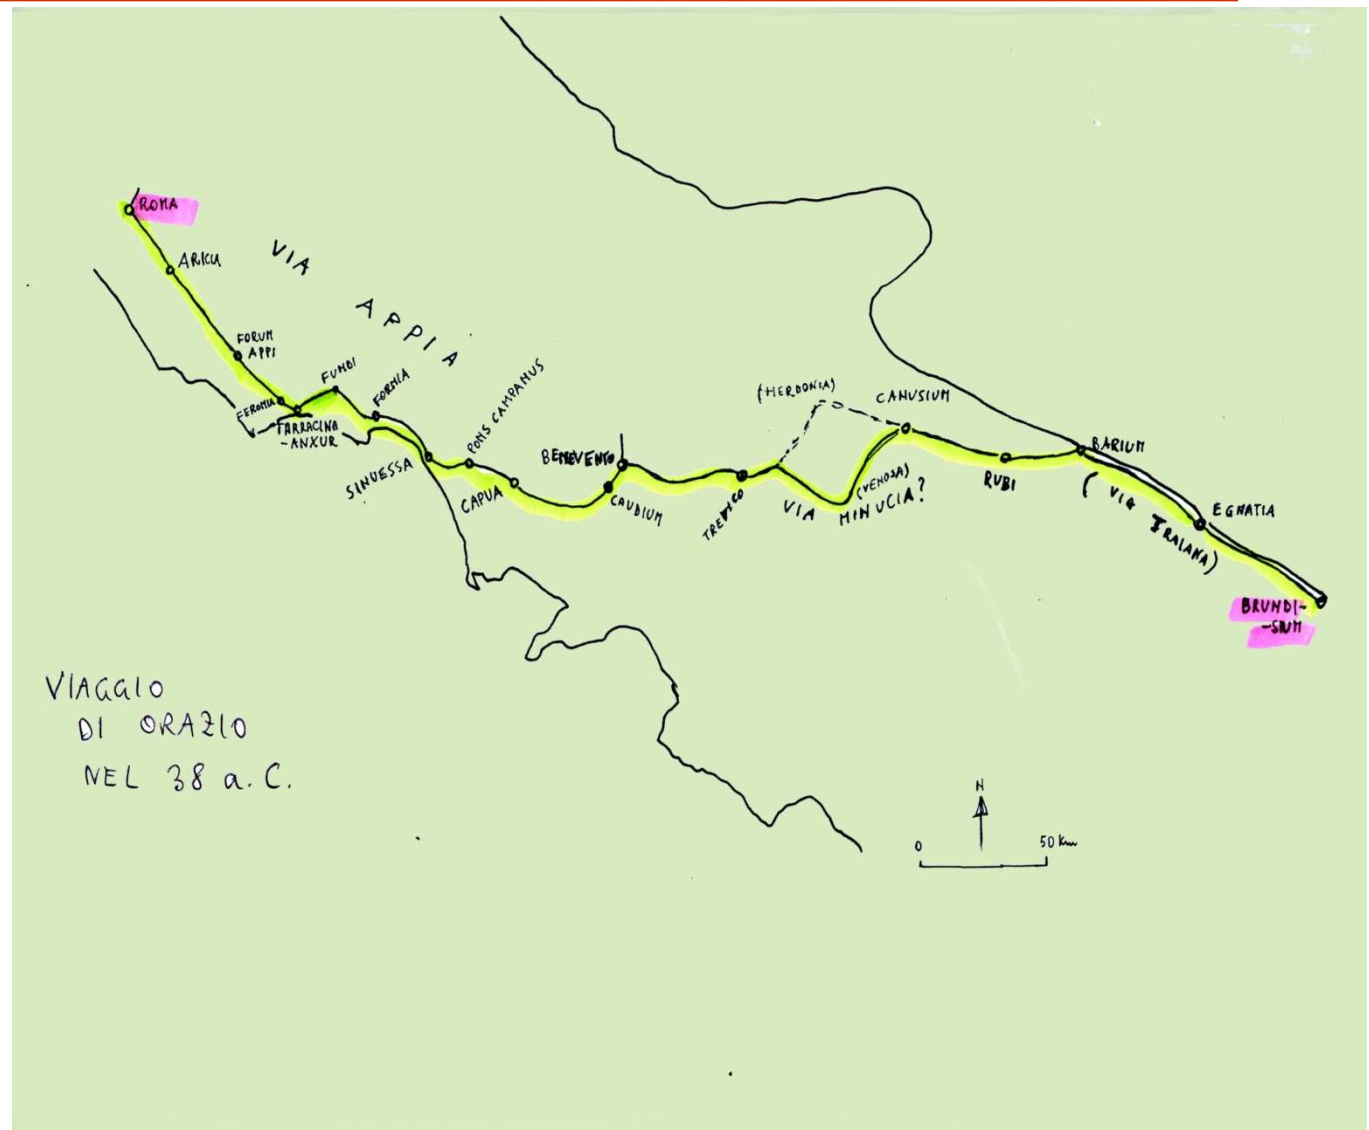 ROMA
ARICIA
VIA
APPIA
FORUM
APPI
FUNDI
FORMIA
FERONIA
TARRACINA
-ANXUR
SINUESSA
PONS CAMPANUS
CAPUA
BENEVENTO
CAUDIUM
TREVICO
(HERDONIA)
CANUSIUM
VIA
(VENOSA)
MINUCIA?
RUBI
BARIUM
(VIA
TRAIANA)
EGNATIA
BRUNDI-
-SIUM
VIAGGIO
DI ORAZIO
NEL 38 a.C.
N
0
50 Km